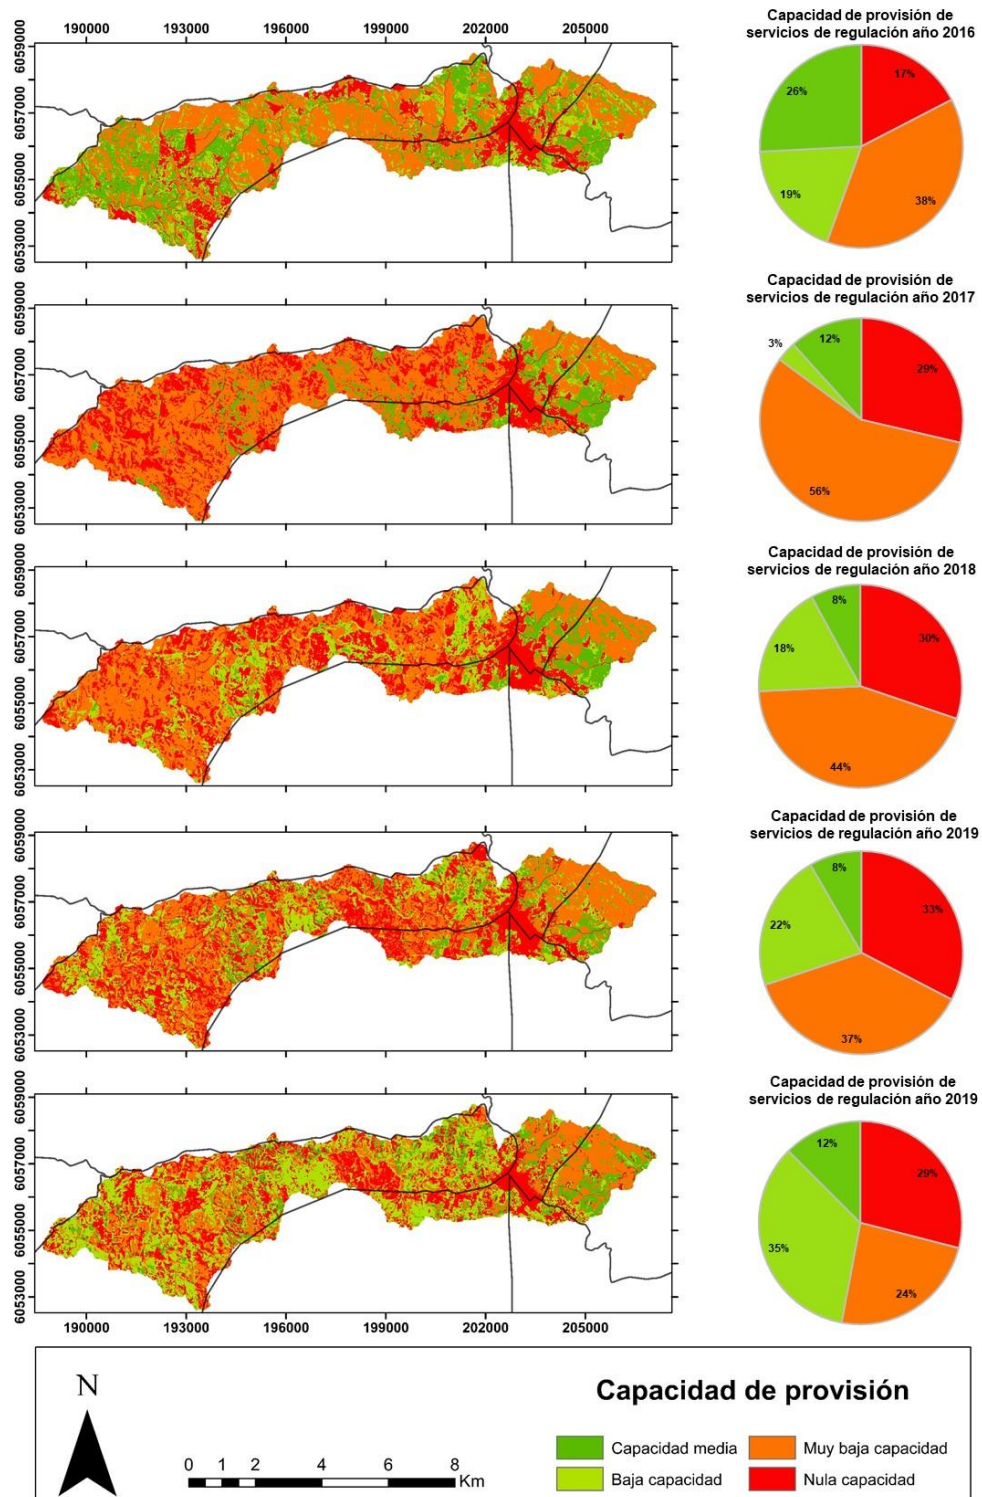 190000 193000 196000 199000 202000 205000
6059000
6057000
6055000
6053000
Capacidad de provisión de
servicios de regulación año 2016
17%
26%
19%
38%
6059000
6057000
6055000
6053000
Capacidad de provisión de
servicios de regulación año 2017
12%
3%
29%
56%
6059000
6057000
6055000
6053000
Capacidad de provisión de
servicios de regulación año 2018
8%
30%
18%
44%
6059000
6057000
6055000
6053000
Capacidad de provisión de
servicios de regulación año 2019
8%
33%
22%
37%
6059000
6057000
6055000
6053000
Capacidad de provisión de
servicios de regulación año 2019
12%
29%
35%
24%
190000 193000 196000 199000 202000 205000
N
0 1 2 4 6 8
Km
Capacidad de provisión
Capacidad media
Muy baja capacidad
Baja capacidad
Nula capacidad